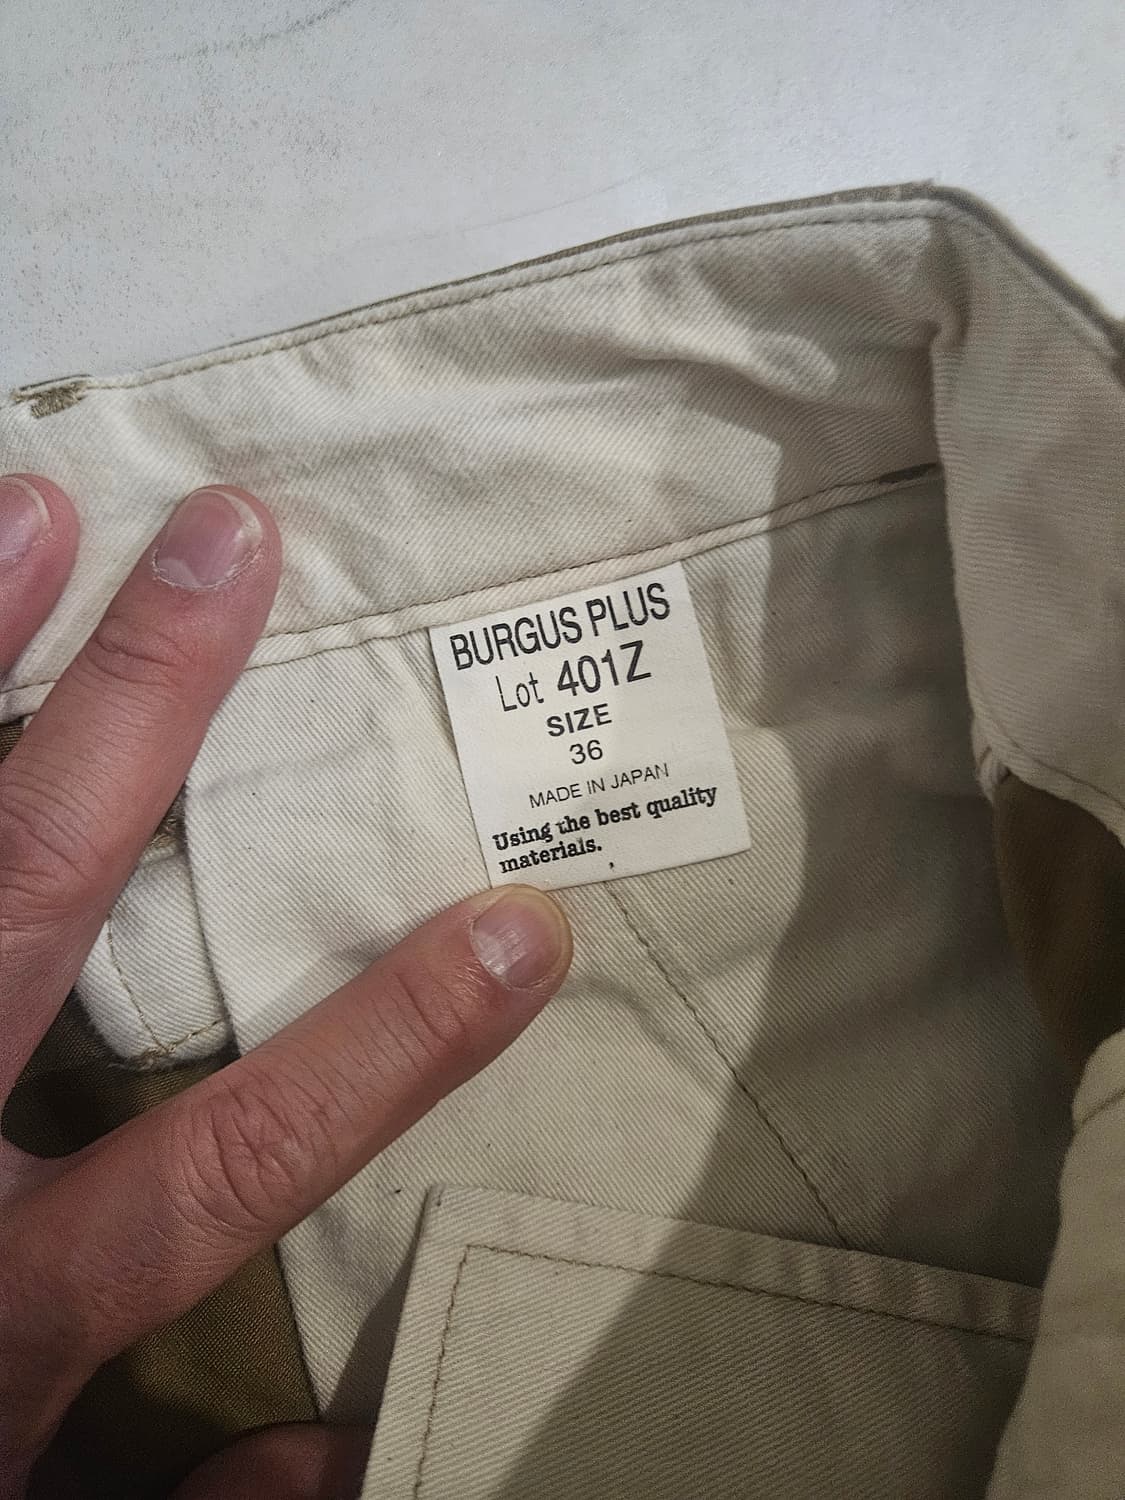 BURGUS PLUS
Lot 401Z
SIZE
36
MADE IN JAPAN
Using the best quality
materials.